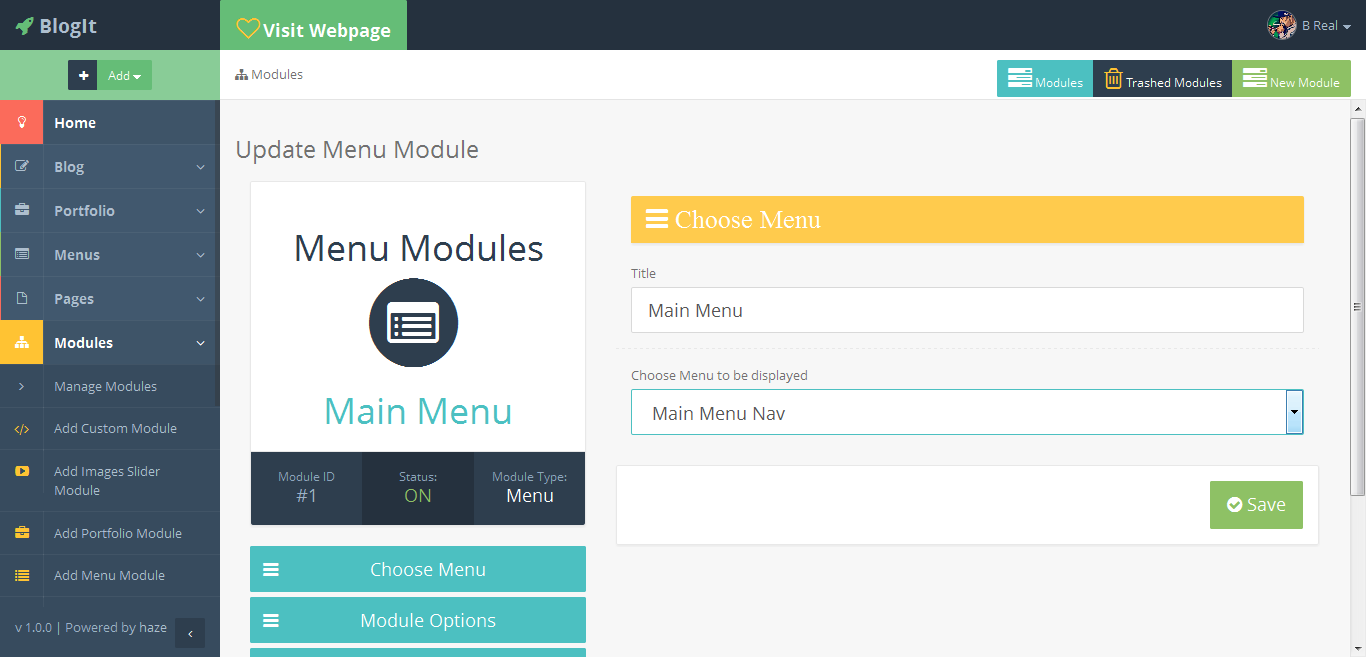 BlogIt
Visit Webpage
B Real
Add
Modules
Modules
Trashed Modules
New Module
Home
Blog
Portfolio
Menus
Pages
Modules
Manage Modules
Add Custom Module
Add Images Slider
Module
Add Portfolio Module
Add Menu Module
v 1.0.0 | Powered by haze
Update Menu Module
Menu Modules
Main Menu
Module ID
#1
Status:
ON
Module Type:
Menu
Choose Menu
Module Options
Choose Menu
Title
Main Menu
Choose Menu to be displayed
Main Menu Nav
Save